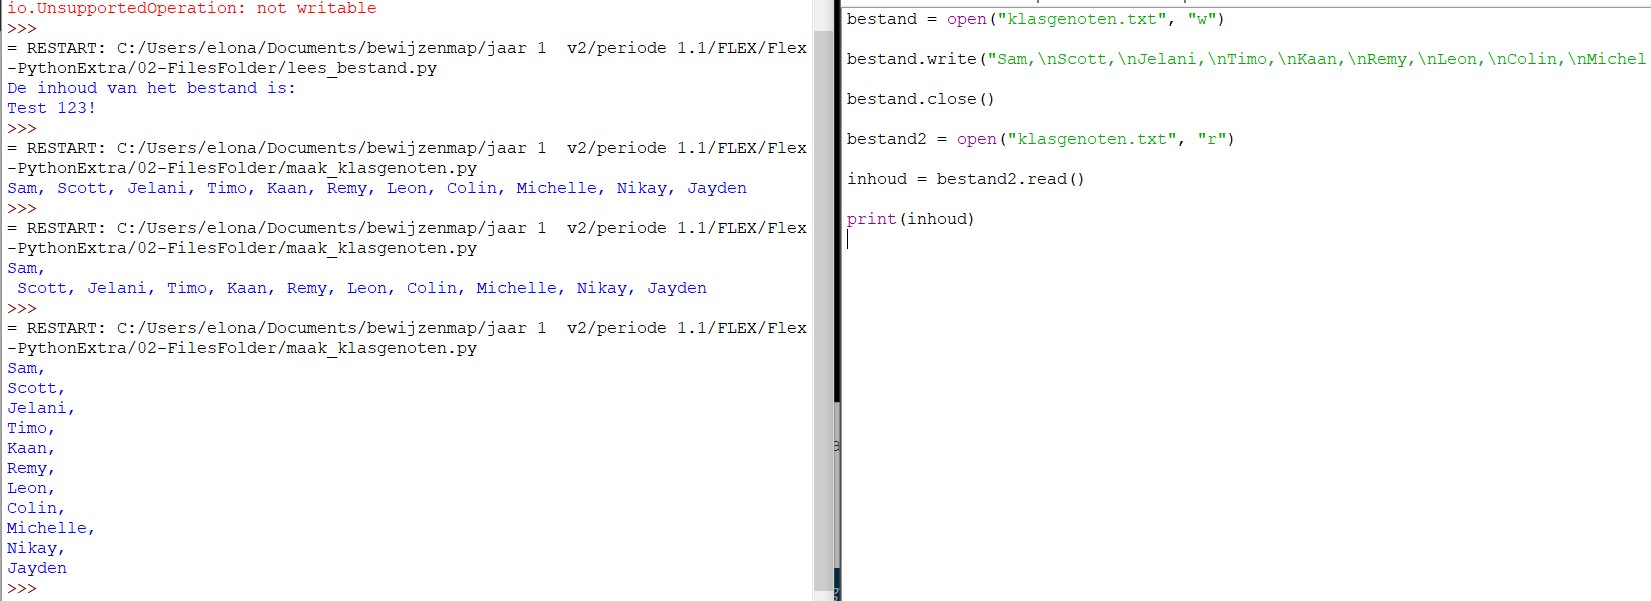 io.UnsupportedOperation: not writable
>>>
= RESTART: C:/Users/elona/Documents/bewijzenmap/jaar 1  v2/periode 1.1/FLEX/Flex
-PythonExtra/02-FilesFolder/lees_bestand.py
De inhoud van het bestand is:
Test 123!
>>>
= RESTART: C:/Users/elona/Documents/bewijzenmap/jaar 1  v2/periode 1.1/FLEX/Flex
-PythonExtra/02-FilesFolder/maak_klasgenoten.py
Sam, Scott, Jelani, Timo, Kaan, Remy, Leon, Colin, Michelle, Nikay, Jayden
>>>
= RESTART: C:/Users/elona/Documents/bewijzenmap/jaar 1  v2/periode 1.1/FLEX/Flex
-PythonExtra/02-FilesFolder/maak_klasgenoten.py
Sam,
 Scott, Jelani, Timo, Kaan, Remy, Leon, Colin, Michelle, Nikay, Jayden
>>>
= RESTART: C:/Users/elona/Documents/bewijzenmap/jaar 1  v2/periode 1.1/FLEX/Flex
-PythonExtra/02-FilesFolder/maak_klasgenoten.py
Sam,
Scott,
Jelani,
Timo,
Kaan,
Remy,
Leon,
Colin,
Michelle,
Nikay,
Jayden
>>>
bestand = open("klasgenoten.txt", "w")
bestand.write("Sam,\nScott,\nJelani,\nTimo,\nKaan,\nRemy,\nLeon,\nColin,\nMichel
bestand.close()
bestand2 = open("klasgenoten.txt", "r")
inhoud = bestand2.read()
print(inhoud)